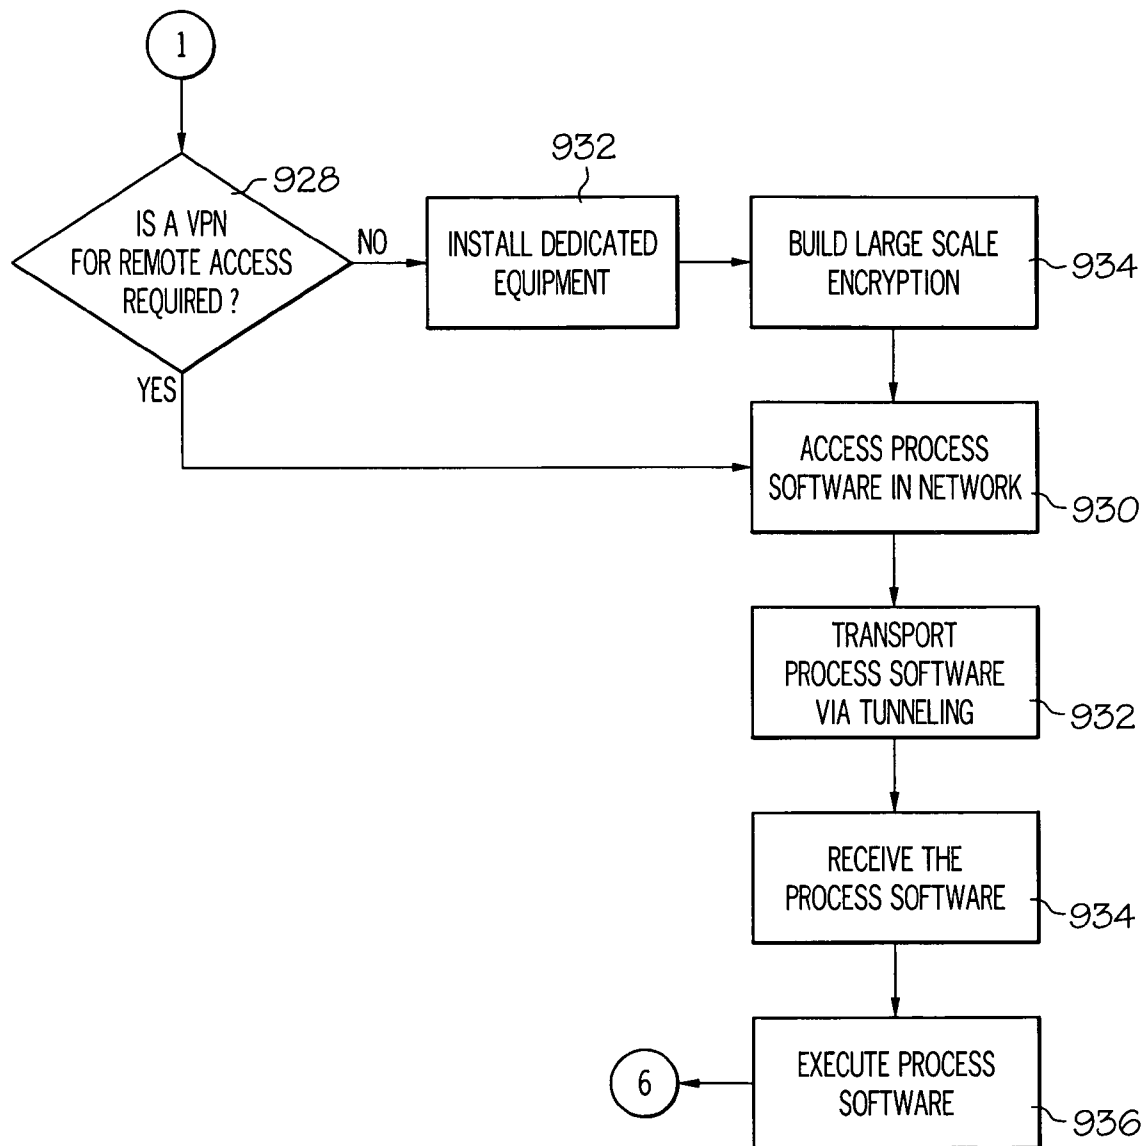 1
928
IS A VPN
FOR REMOTE ACCESS
REQUIRED ?
NO
YES
932
INSTALL DEDICATED
EQUIPMENT
BUILD LARGE SCALE
ENCRYPTION
934
ACCESS PROCESS
SOFTWARE IN NETWORK
930
TRANSPORT
PROCESS SOFTWARE
VIA TUNNELING
932
RECEIVE THE
PROCESS SOFTWARE
934
EXECUTE PROCESS
SOFTWARE
936
6